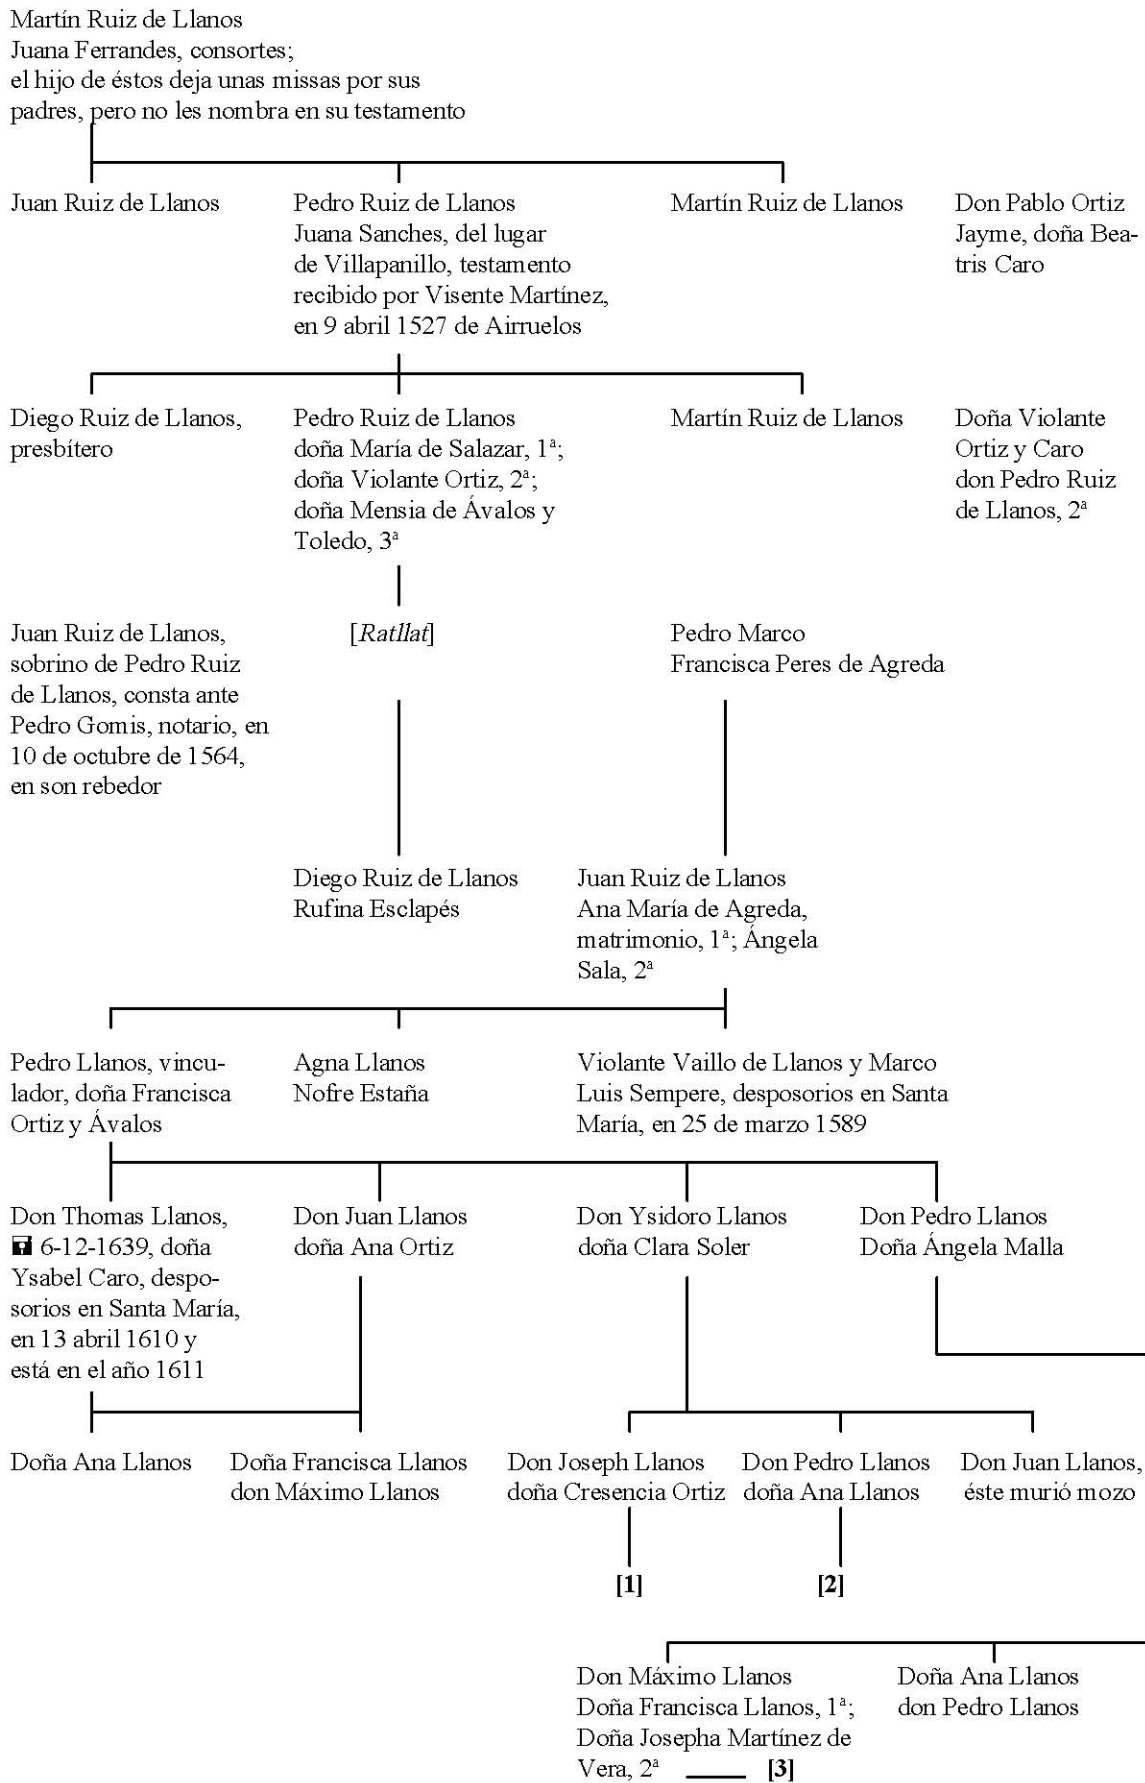 Martín Ruiz de Llanos
Juana Ferrandes, consortes;
el hijo de éstos deja unas missas por sus
padres, pero no les nombra en su testamento
Juan Ruiz de Llanos
Pedro Ruiz de Llanos
Juana Sanches, del lugar
de Villapanillo, testamento
recibido por Visente Martínez,
en 9 abril 1527 de Airruelos
Martín Ruiz de Llanos
Don Pablo Ortiz
Jayme, doña Bea-
tris Caro
Diego Ruiz de Llanos,
presbítero
Pedro Ruiz de Llanos
doña María de Salazar, 1ª;
doña Violante Ortiz, 2ª;
doña Mensia de Ávalos y
Toledo, 3ª
Martín Ruiz de Llanos
Doña Violante
Ortiz y Caro
don Pedro Ruiz
de Llanos, 2ª
Juan Ruiz de Llanos,
sobrino de Pedro Ruiz
de Llanos, consta ante
Pedro Gomis, notario, en
10 de octubre de 1564,
en son rebedor
[Ratllat]
Pedro Marco
Francisca Peres de Agreda
Diego Ruiz de Llanos
Rufina Esclapés
Juan Ruiz de Llanos
Ana María de Agreda,
matrimonio, 1ª; Ángela
Sala, 2ª
Pedro Llanos, vincu-
lador, doña Francisca
Ortiz y Ávalos
Agna Llanos
Nofre Estaña
Violante Vaillo de Llanos y Marco
Luis Sempere, desposorios en Santa
María, en 25 de marzo 1589
Don Thomas Llanos,
6-12-1639, doña
Ysabel Caro, despo-
sorios en Santa María,
en 13 abril 1610 y
está en el año 1611
Don Juan Llanos
doña Ana Ortiz
Don Ysidoro Llanos
doña Clara Soler
Don Pedro Llanos
Doña Ángela Malla
Doña Ana Llanos
Doña Francisca Llanos
don Máximo Llanos
Don Joseph Llanos
doña Cresencia Ortiz
Don Pedro Llanos
doña Ana Llanos
Don Juan Llanos,
éste murió mozo
[1]
[2]
Don Máximo Llanos
Doña Francisca Llanos, 1ª;
Doña Josepha Martínez de
Vera, 2ª
[3]
Doña Ana Llanos
don Pedro Llanos